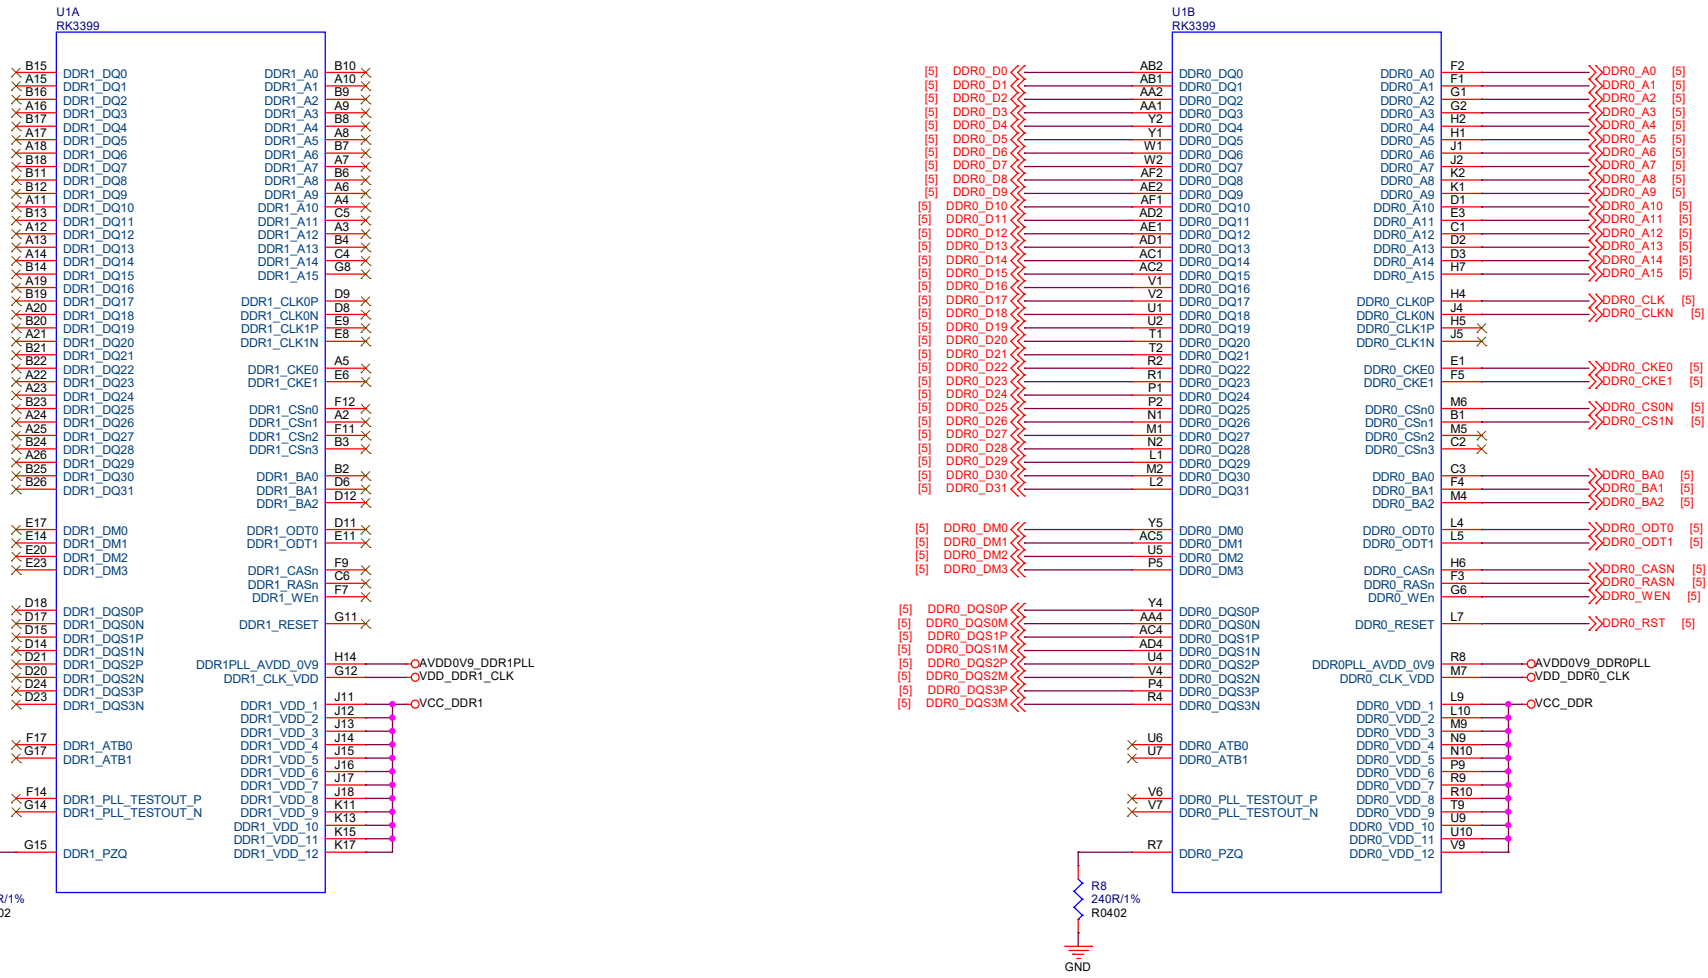 U1A
RK3399
B15 DDR1_DQ0
A15 DDR1_DQ1
B16 DDR1_DQ2
A16 DDR1_DQ3
B17 DDR1_DQ4
A17 DDR1_DQ5
A18 DDR1_DQ6
B18 DDR1_DQ7
B11 DDR1_DQ8
B12 DDR1_DQ9
A11 DDR1_DQ10
B13 DDR1_DQ11
A12 DDR1_DQ12
A13 DDR1_DQ13
A14 DDR1_DQ14
B14 DDR1_DQ15
A19 DDR1_DQ16
B19 DDR1_DQ17
A20 DDR1_DQ18
B20 DDR1_DQ19
A21 DDR1_DQ20
B21 DDR1_DQ21
B22 DDR1_DQ22
A22 DDR1_DQ23
A23 DDR1_DQ24
B23 DDR1_DQ25
A24 DDR1_DQ26
A25 DDR1_DQ27
B24 DDR1_DQ28
A26 DDR1_DQ29
B25 DDR1_DQ30
B26 DDR1_DQ31
E17 DDR1_DM0
E14 DDR1_DM1
E20 DDR1_DM2
E23 DDR1_DM3
D18 DDR1_DQS0P
D17 DDR1_DQS0N
D15 DDR1_DQS1P
D14 DDR1_DQS1N
D21 DDR1_DQS2P
D20 DDR1_DQS2N
D24 DDR1_DQS3P
D23 DDR1_DQS3N
F17 DDR1_ATB0
G17 DDR1_ATB1
F14 DDR1_PLL_TESTOUT_P
G14 DDR1_PLL_TESTOUT_N
G15 DDR1_PZQ
R/1%
02
DDR1_A0 B10
DDR1_A1 A10
DDR1_A2 B9
DDR1_A3 A9
DDR1_A4 B8
DDR1_A5 A8
DDR1_A6 B7
DDR1_A7 A7
DDR1_A8 B6
DDR1_A9 A6
DDR1_A10 A4
DDR1_A11 C5
DDR1_A12 A3
DDR1_A13 B4
DDR1_A14 C4
DDR1_A15 G8
DDR1_CLK0P D9
DDR1_CLK0N D8
DDR1_CLK1P E9
DDR1_CLK1N E8
DDR1_CKE0 A5
DDR1_CKE1 E6
DDR1_CSn0 F12
DDR1_CSn1 A2
DDR1_CSn2 F11
DDR1_CSn3 B3
DDR1_BA0 B2
DDR1_BA1 D6
DDR1_BA2 D12
DDR1_ODT0 D11
DDR1_ODT1 E11
DDR1_CASn F9
DDR1_RASn C6
DDR1_WEn F7
DDR1_RESET G11
DDR1PLL_AVDD_0V9 H14 AVDD0V9_DDR1PLL
DDR1_CLK_VDD G12 VDD_DDR1_CLK
DDR1_VDD_1 J11 VCC_DDR1
DDR1_VDD_2 J12
DDR1_VDD_3 J13
DDR1_VDD_4 J14
DDR1_VDD_5 J15
DDR1_VDD_6 J16
DDR1_VDD_7 J17
DDR1_VDD_8 J18
DDR1_VDD_9 K11
DDR1_VDD_10 K13
DDR1_VDD_11 K15
DDR1_VDD_12 K17
U1B
RK3399
[5] DDR0_D0 AB2 DDR0_DQ0
[5] DDR0_D1 AB1 DDR0_DQ1
[5] DDR0_D2 AA2 DDR0_DQ2
[5] DDR0_D3 AA1 DDR0_DQ3
[5] DDR0_D4 Y2 DDR0_DQ4
[5] DDR0_D5 Y1 DDR0_DQ5
[5] DDR0_D6 W1 DDR0_DQ6
[5] DDR0_D7 W2 DDR0_DQ7
[5] DDR0_D8 AF2 DDR0_DQ8
[5] DDR0_D9 AE2 DDR0_DQ9
[5] DDR0_D10 AF1 DDR0_DQ10
[5] DDR0_D11 AD2 DDR0_DQ11
[5] DDR0_D12 AE1 DDR0_DQ12
[5] DDR0_D13 AD1 DDR0_DQ13
[5] DDR0_D14 AC1 DDR0_DQ14
[5] DDR0_D15 AC2 DDR0_DQ15
[5] DDR0_D16 V1 DDR0_DQ16
[5] DDR0_D17 V2 DDR0_DQ17
[5] DDR0_D18 U1 DDR0_DQ18
[5] DDR0_D19 U2 DDR0_DQ19
[5] DDR0_D20 T1 DDR0_DQ20
[5] DDR0_D21 T2 DDR0_DQ21
[5] DDR0_D22 R2 DDR0_DQ22
[5] DDR0_D23 R1 DDR0_DQ23
[5] DDR0_D24 P1 DDR0_DQ24
[5] DDR0_D25 P2 DDR0_DQ25
[5] DDR0_D26 N1 DDR0_DQ26
[5] DDR0_D27 M1 DDR0_DQ27
[5] DDR0_D28 N2 DDR0_DQ28
[5] DDR0_D29 L1 DDR0_DQ29
[5] DDR0_D30 M2 DDR0_DQ30
[5] DDR0_D31 L2 DDR0_DQ31
[5] DDR0_DM0 Y5 DDR0_DM0
[5] DDR0_DM1 AC5 DDR0_DM1
[5] DDR0_DM2 U5 DDR0_DM2
[5] DDR0_DM3 P5 DDR0_DM3
[5] DDR0_DQS0P Y4 DDR0_DQS0P
[5] DDR0_DQS0M AA4 DDR0_DQS0N
[5] DDR0_DQS1P AC4 DDR0_DQS1P
[5] DDR0_DQS1M AD4 DDR0_DQS1N
[5] DDR0_DQS2P U4 DDR0_DQS2P
[5] DDR0_DQS2M V4 DDR0_DQS2N
[5] DDR0_DQS3P P4 DDR0_DQS3P
[5] DDR0_DQS3M R4 DDR0_DQS3N
U6 DDR0_ATB0
U7 DDR0_ATB1
V6 DDR0_PLL_TESTOUT_P
V7 DDR0_PLL_TESTOUT_N
R7 DDR0_PZQ
R8
240R/1%
R0402
GND
DDR0_A0 F2 DDR0_A0 [5]
DDR0_A1 F1 DDR0_A1 [5]
DDR0_A2 G1 DDR0_A2 [5]
DDR0_A3 G2 DDR0_A3 [5]
DDR0_A4 H2 DDR0_A4 [5]
DDR0_A5 H1 DDR0_A5 [5]
DDR0_A6 J1 DDR0_A6 [5]
DDR0_A7 J2 DDR0_A7 [5]
DDR0_A8 K2 DDR0_A8 [5]
DDR0_A9 K1 DDR0_A9 [5]
DDR0_A10 D1 DDR0_A10 [5]
DDR0_A11 E3 DDR0_A11 [5]
DDR0_A12 C1 DDR0_A12 [5]
DDR0_A13 D2 DDR0_A13 [5]
DDR0_A14 D3 DDR0_A14 [5]
DDR0_A15 H7 DDR0_A15 [5]
DDR0_CLK0P H4 DDR0_CLK [5]
DDR0_CLK0N J4 DDR0_CLKN [5]
DDR0_CLK1P H5
DDR0_CLK1N J5
DDR0_CKE0 E1 DDR0_CKE0 [5]
DDR0_CKE1 F5 DDR0_CKE1 [5]
DDR0_CSn0 M6 DDR0_CS0N [5]
DDR0_CSn1 B1 DDR0_CS1N [5]
DDR0_CSn2 M5
DDR0_CSn3 C2
DDR0_BA0 C3 DDR0_BA0 [5]
DDR0_BA1 F4 DDR0_BA1 [5]
DDR0_BA2 M4 DDR0_BA2 [5]
DDR0_ODT0 L4 DDR0_ODT0 [5]
DDR0_ODT1 L5 DDR0_ODT1 [5]
DDR0_CASn H6 DDR0_CASN [5]
DDR0_RASn F3 DDR0_RASN [5]
DDR0_WEn G6 DDR0_WEN [5]
DDR0_RESET L7 DDR0_RST [5]
DDR0PLL_AVDD_0V9 R8 AVDD0V9_DDR0PLL
DDR0_CLK_VDD M7 VDD_DDR0_CLK
DDR0_VDD_1 L9 VCC_DDR
DDR0_VDD_2 L10
DDR0_VDD_3 M9
DDR0_VDD_4 N9
DDR0_VDD_5 N10
DDR0_VDD_6 P9
DDR0_VDD_7 R9
DDR0_VDD_8 R10
DDR0_VDD_9 T9
DDR0_VDD_10 U9
DDR0_VDD_11 U10
DDR0_VDD_12 V9